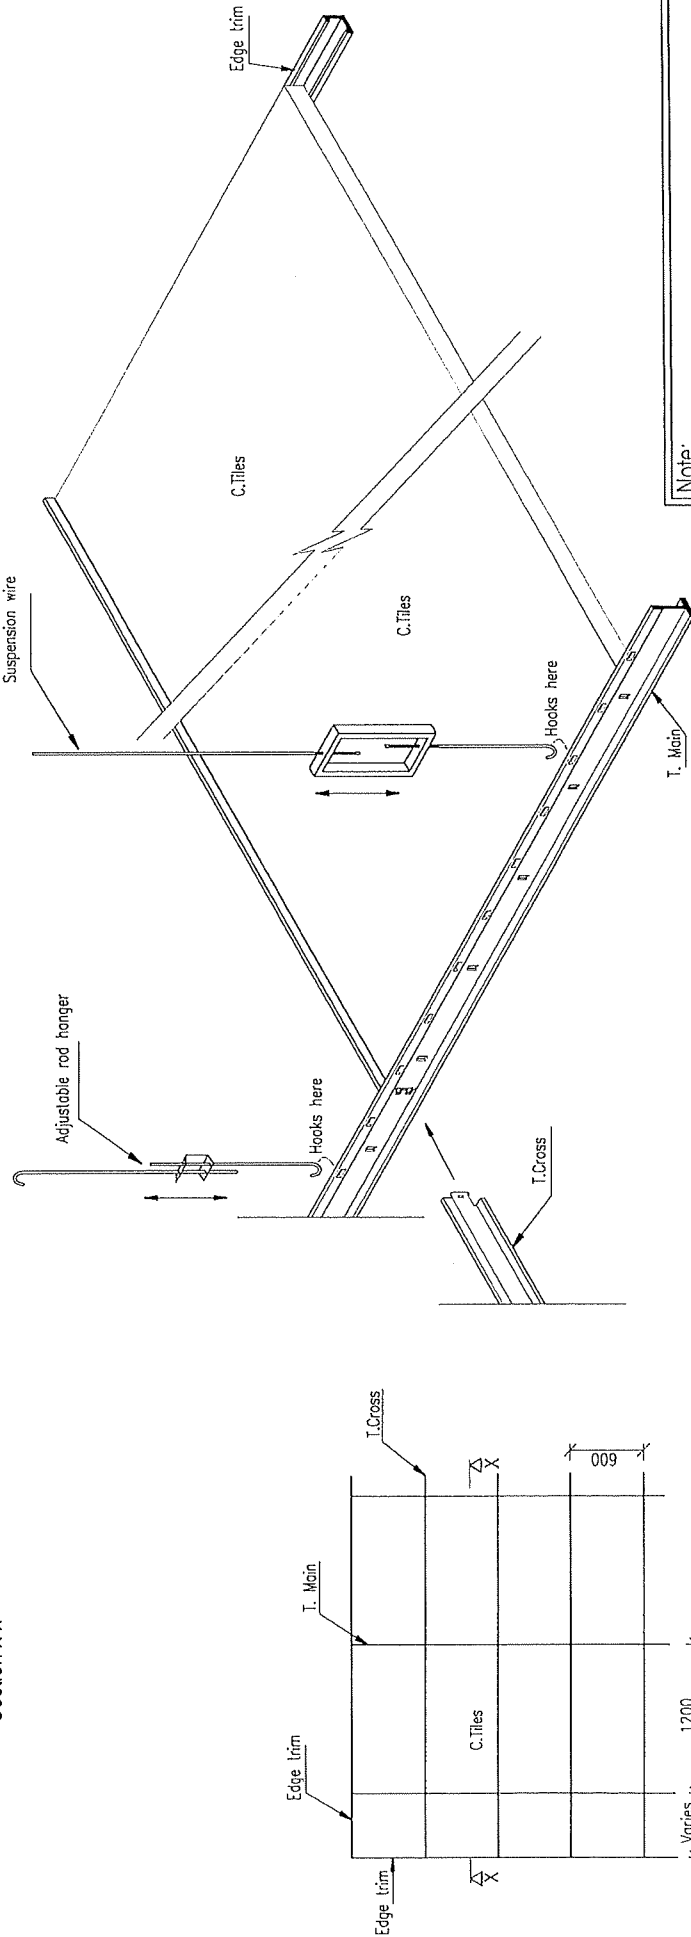 Edge trim
Suspension wire
C.Tiles
C.Tiles
Adjustable rod hanger
Hooks here
Hooks here
T. Main
T.Cross
Note:
Edge trim
T. Main
T.Cross
Edge trim
C.Tiles
X
X
600
Varies
1200